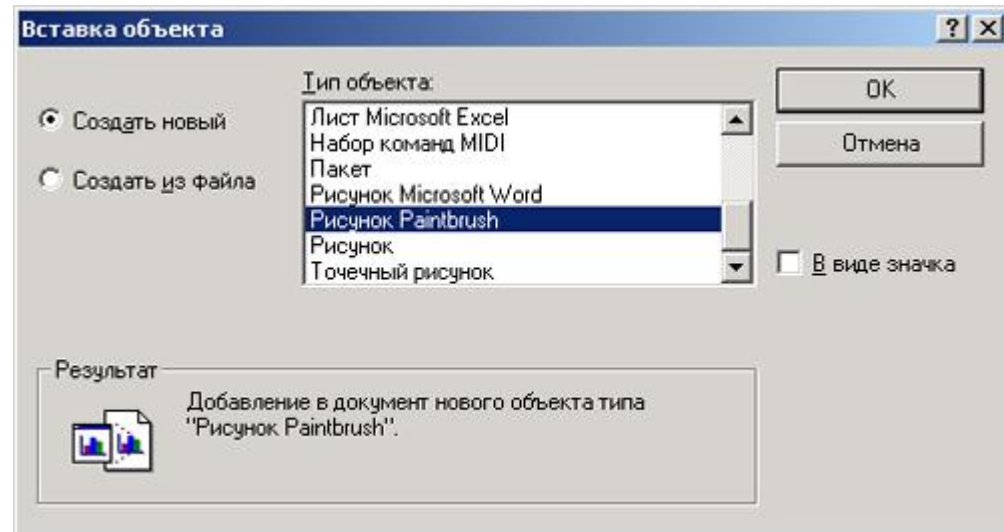 Вставка объекта
Тип объекта:
Создать новый
Создать из файла
Лист Microsoft Excel
Набор команд MIDI
Пакет
Рисунок Microsoft Word
Рисунок Paintbrush
Рисунок
Точечный рисунок
OK
Отмена
В виде значка
Результат
Добавление в документ нового объекта типа
"Рисунок Paintbrush".